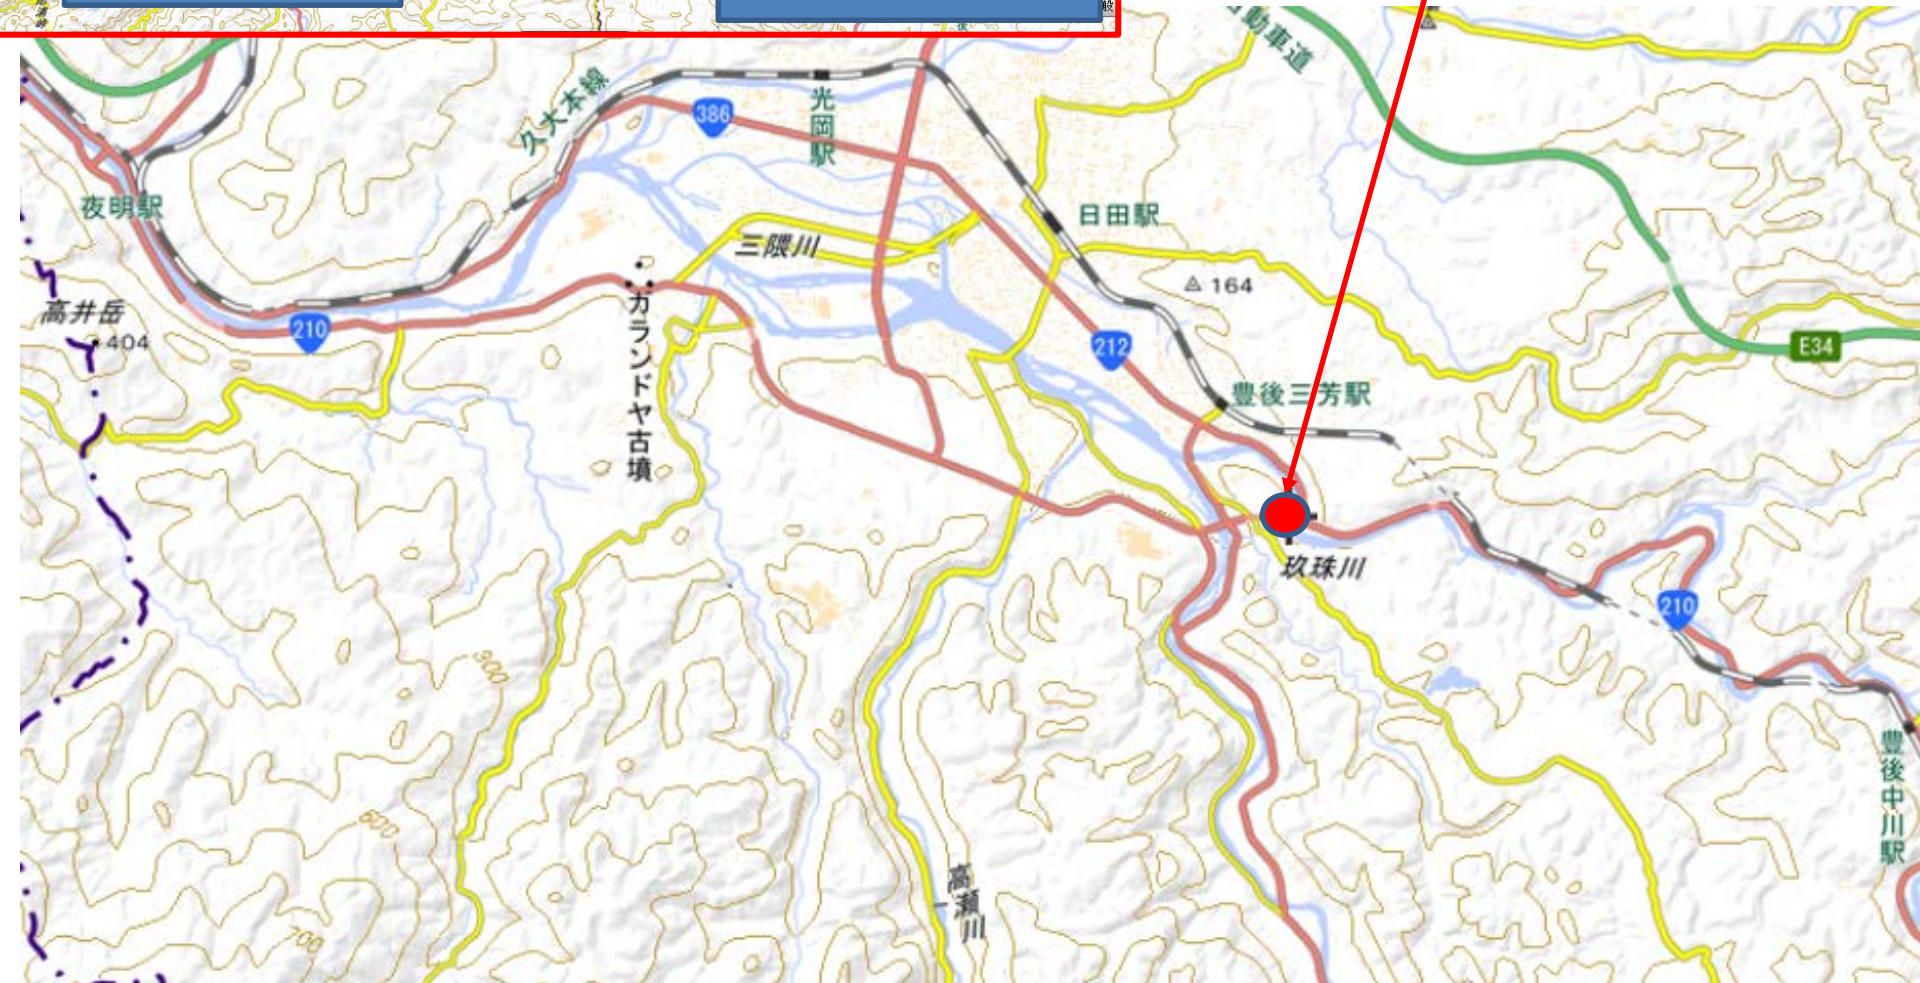 自動車道
久大本線
386
光岡駅
夜明駅
日田駅
三隈川
164
高井岳
404
210
ガランドヤ古墳
212
E34
豊後三芳駅
玖珠川
210
300
豊後中川駅
600
高瀬川
700